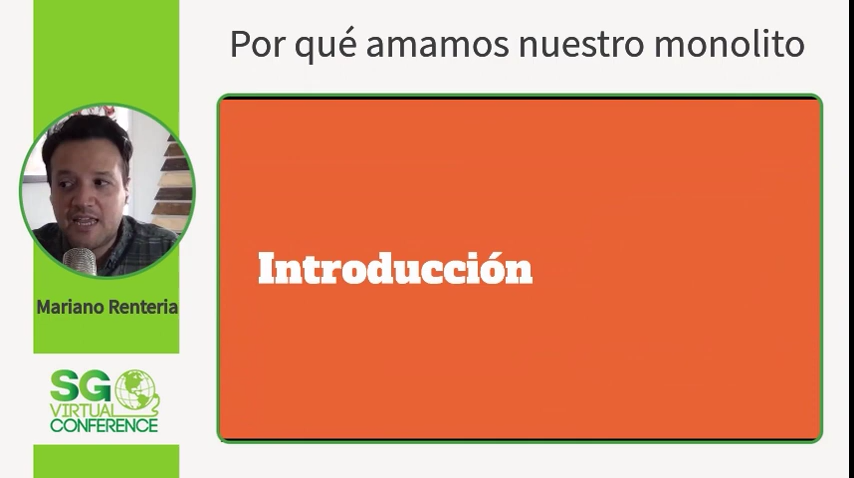 Por qué amamos nuestro monolito
Introducción
Mariano Renteria
SG
VIRTUAL
CONFERENCE